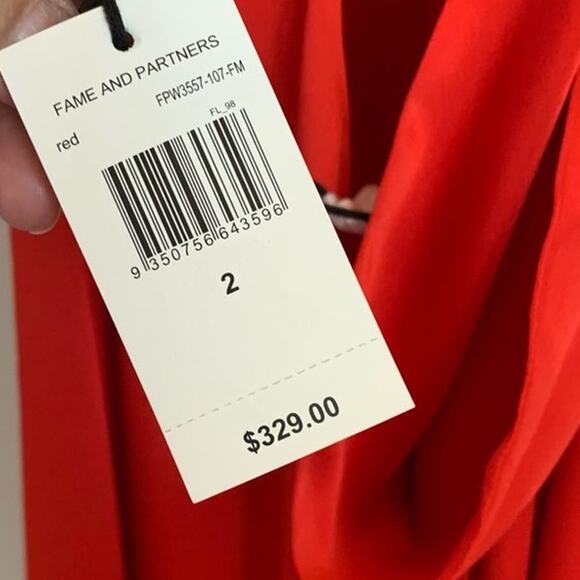 FAME AND PARTNERS
FPW3557-107-FM
red
FL_98
9 350756 643596
2
$329.00